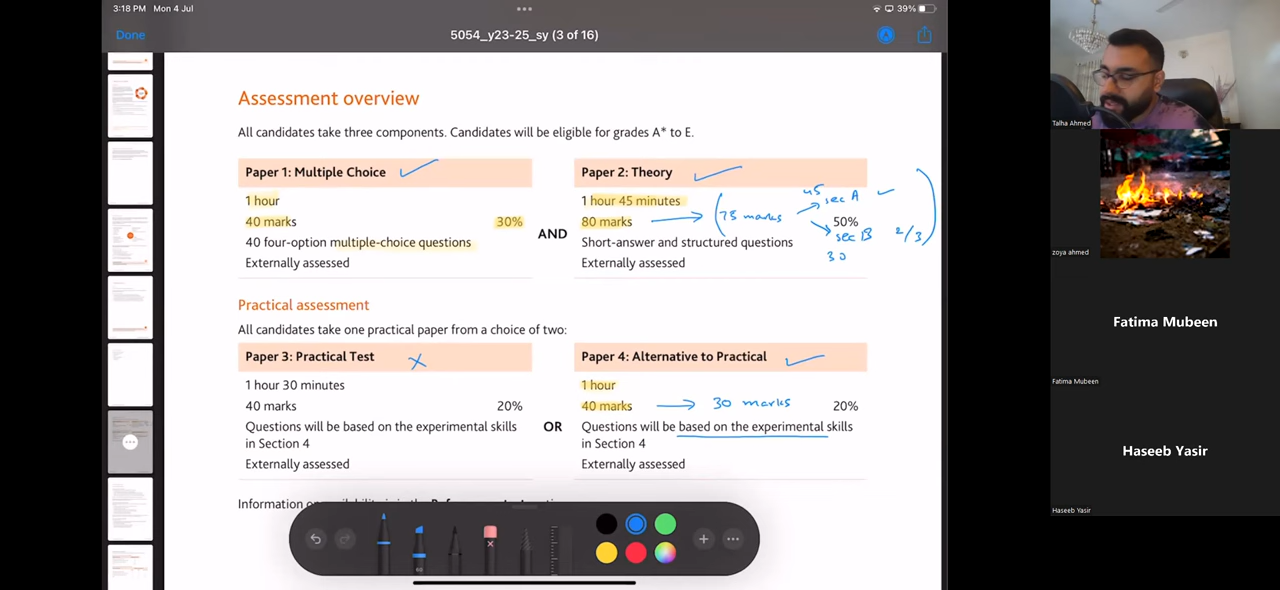 3:18 PM Mon 4 Jul
39%
Done
5054_y23-25_sy (3 of 16)
Assessment overview
All candidates take three components. Candidates will be eligible for grades A* to E.
Paper 1: Multiple Choice
1 hour
40 marks 30%
40 four-option multiple-choice questions
Externally assessed
AND
Paper 2: Theory
1 hour 45 minutes
80 marks 50%
Short-answer and structured questions
Externally assessed
75 marks
45
sec A
sec B 2/3
30
Practical assessment
All candidates take one practical paper from a choice of two:
Paper 3: Practical Test
1 hour 30 minutes
40 marks 20%
Questions will be based on the experimental skills
in Section 4
Externally assessed
OR
Paper 4: Alternative to Practical
1 hour
40 marks 30 marks 20%
Questions will be based on the experimental skills
in Section 4
Externally assessed
Talha Ahmed
zoya ahmed
Fatima Mubeen
Fatima Mubeen
Haseeb Yasir
Haseeb Yasir